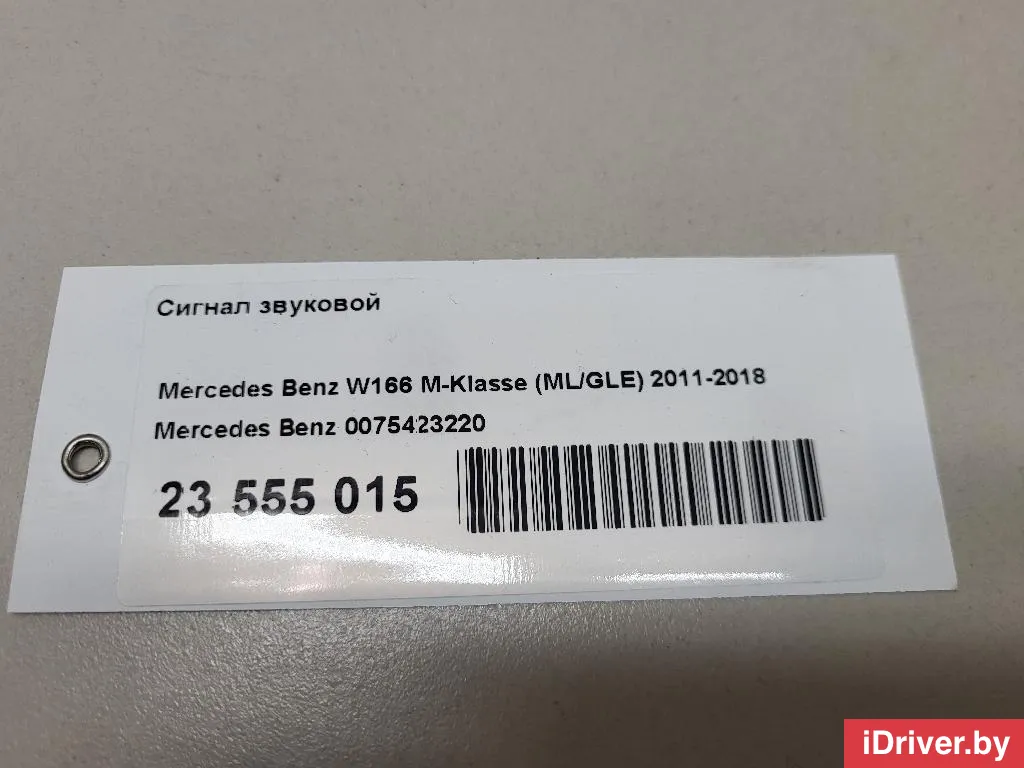 Сигнал звуковой
Mercedes Benz W166 M-Klasse (ML/GLE) 2011-2018
Mercedes Benz 0075423220
23 555 015
iDriver.by